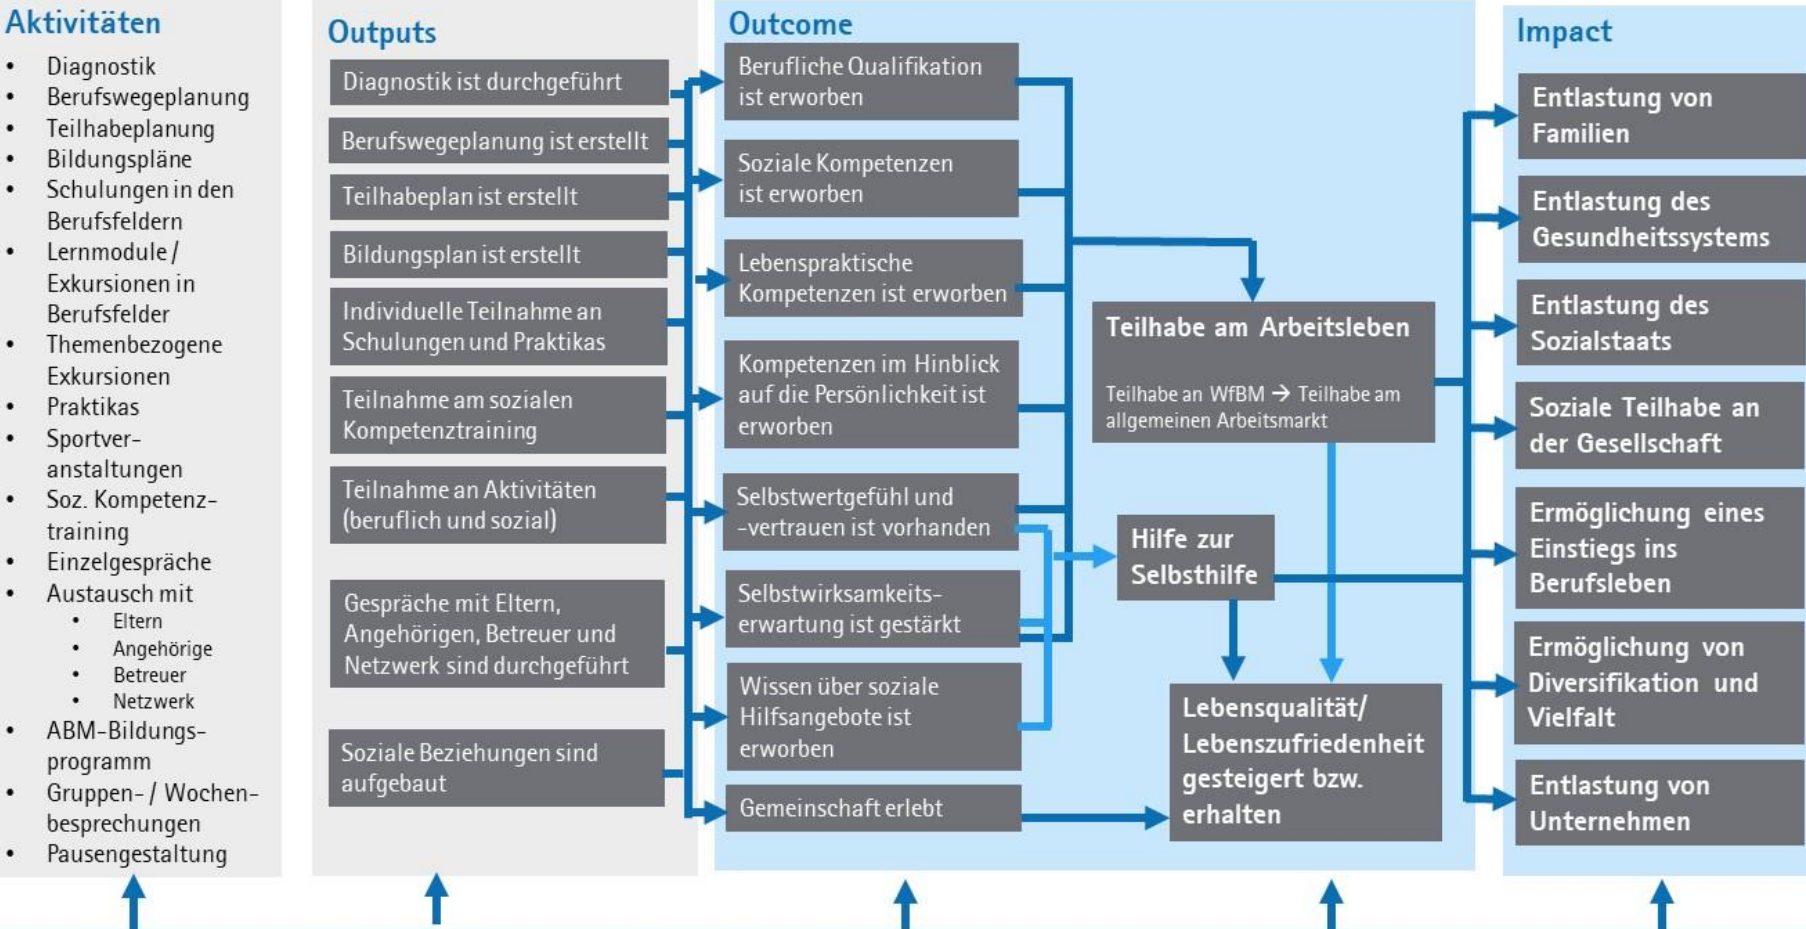 Aktivitäten
• Diagnostik
• Berufswegeplanung
• Teilhabeplanung
• Bildungspläne
• Schulungen in den
Berufsfeldern
• Lernmodule /
Exkursionen in
Berufsfelder
• Themenbezogene
Exkursionen
• Praktikas
• Sportver-
anstaltungen
• Soz. Kompetenz-
training
• Einzelgespräche
• Austausch mit
• Eltern
• Angehörige
• Betreuer
• Netzwerk
• ABM-Bildungs-
programm
• Gruppen- / Wochen-
besprechungen
• Pausengestaltung
Outputs
Diagnostik ist durchgeführt
Berufswegeplanung ist erstellt
Teilhabeplan ist erstellt
Bildungsplan ist erstellt
Individuelle Teilnahme an
Schulungen und Praktikas
Teilnahme am sozialen
Kompetenztraining
Teilnahme an Aktivitäten
(beruflich und sozial)
Gespräche mit Eltern,
Angehörigen, Betreuer und
Netzwerk sind durchgeführt
Soziale Beziehungen sind
aufgebaut
Outcome
Berufliche Qualifikation
ist erworben
Soziale Kompetenzen
ist erworben
Lebenspraktische
Kompetenzen ist erworben
Kompetenzen im Hinblick
auf die Persönlichkeit ist
erworben
Selbstwertgefühl und
-vertrauen ist vorhanden
Selbstwirksamkeits-
erwartung ist gestärkt
Wissen über soziale
Hilfsangebote ist
erworben
Gemeinschaft erlebt
Teilhabe am Arbeitsleben
Teilhabe an WfBM → Teilhabe am
allgemeinen Arbeitsmarkt
Hilfe zur
Selbsthilfe
Lebensqualität/
Lebenszufriedenheit
gesteigert bzw.
erhalten
Impact
Entlastung von
Familien
Entlastung des
Gesundheitssystems
Entlastung des
Sozialstaats
Soziale Teilhabe an
der Gesellschaft
Ermöglichung eines
Einstiegs ins
Berufsleben
Ermöglichung von
Diversifikation und
Vielfalt
Entlastung von
Unternehmen